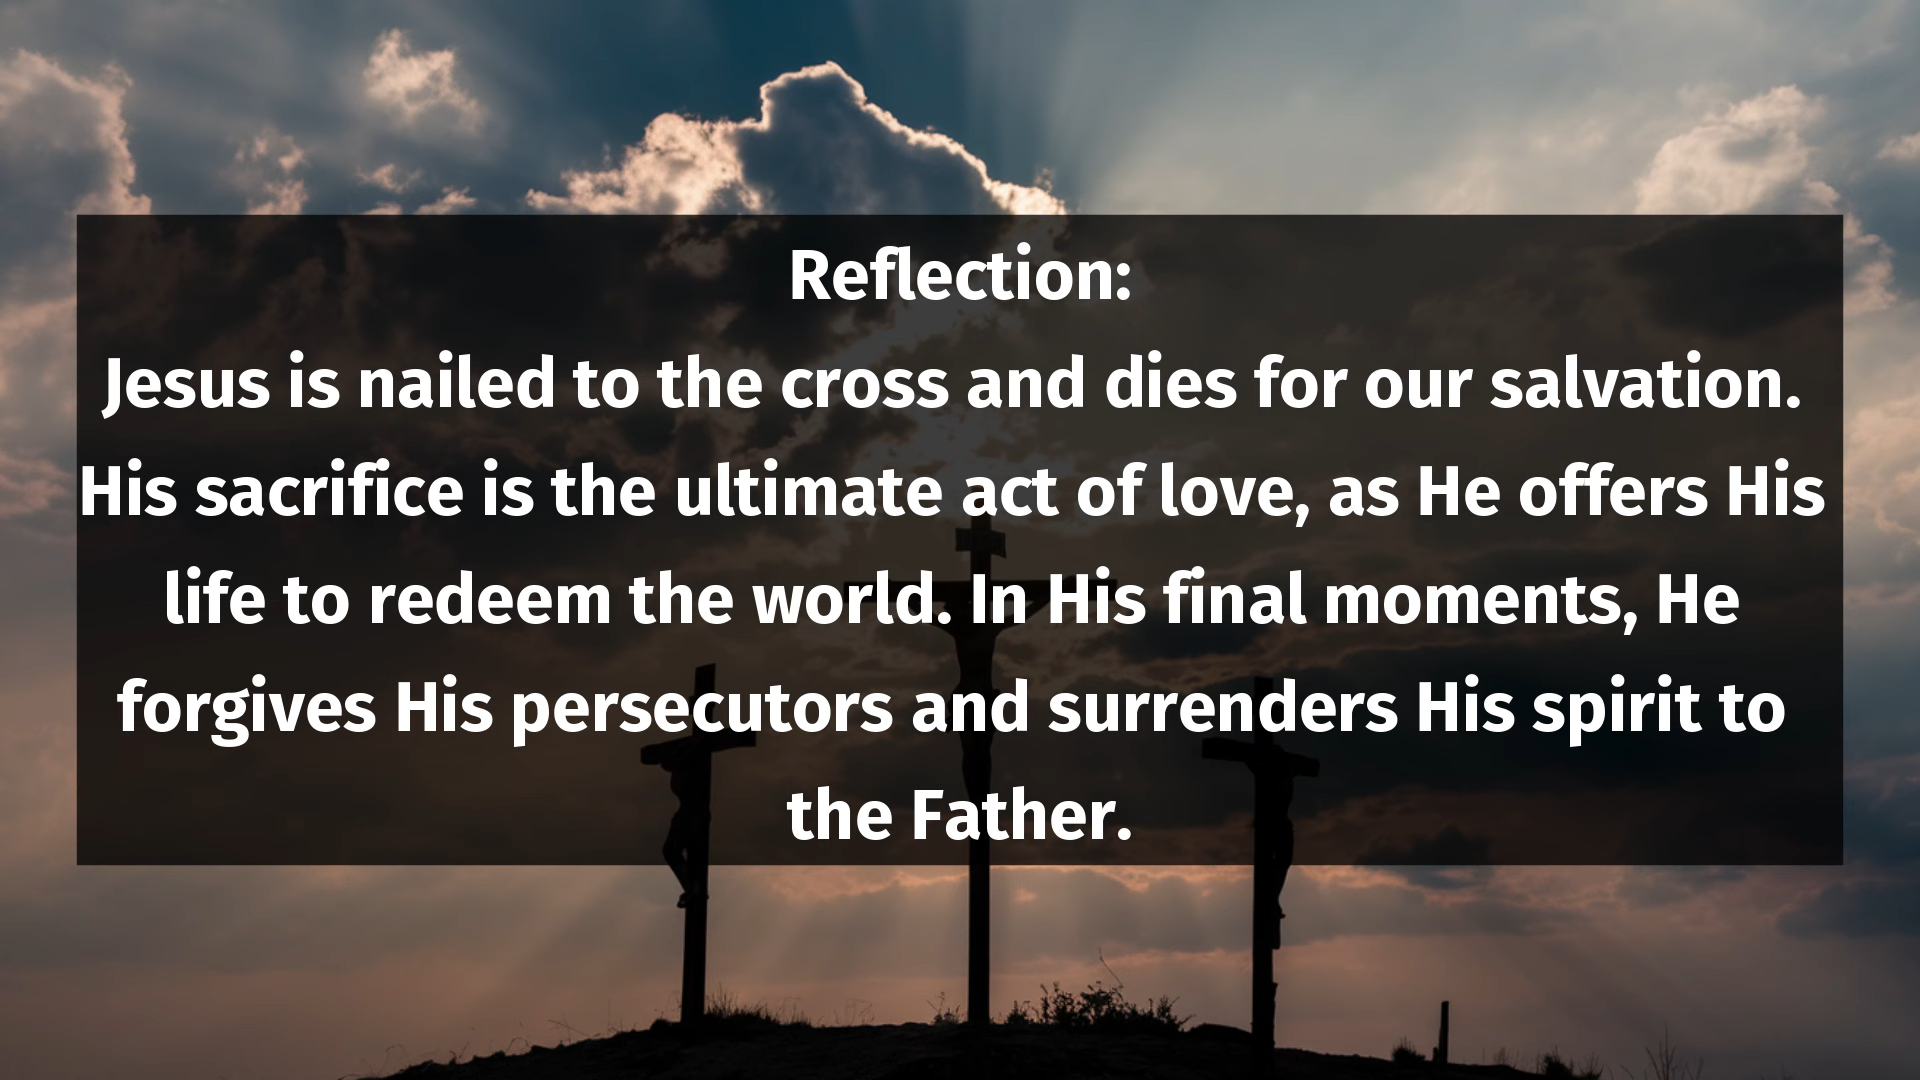 Reflection:
Jesus is nailed to the cross and dies for our salvation.
His sacrifice is the ultimate act of love, as He offers His
life to redeem the world. In His final moments, He
forgives His persecutors and surrenders His spirit to
the Father.